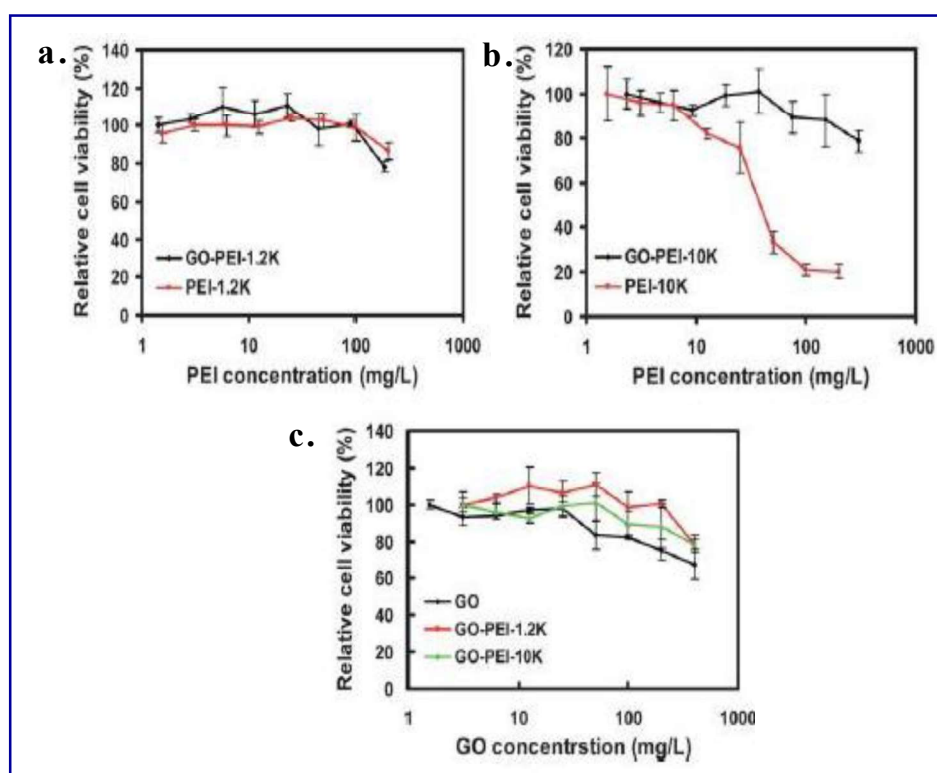 a.
Relative cell viability (%)
140
120
100
80
60
40
20
0
GO-PEI-1.2K
PEI-1.2K
1 10 100 1000
PEI concentration (mg/L)
b.
Relative cell viability (%)
120
100
80
60
40
20
0
GO-PEI-10K
PEI-10K
1 10 100 1000
PEI concentration (mg/L)
c.
Relative cell viability (%)
140
120
100
80
60
40
20
0
GO
GO-PEI-1.2K
GO-PEI-10K
1 10 100 1000
GO concentrstion (mg/L)